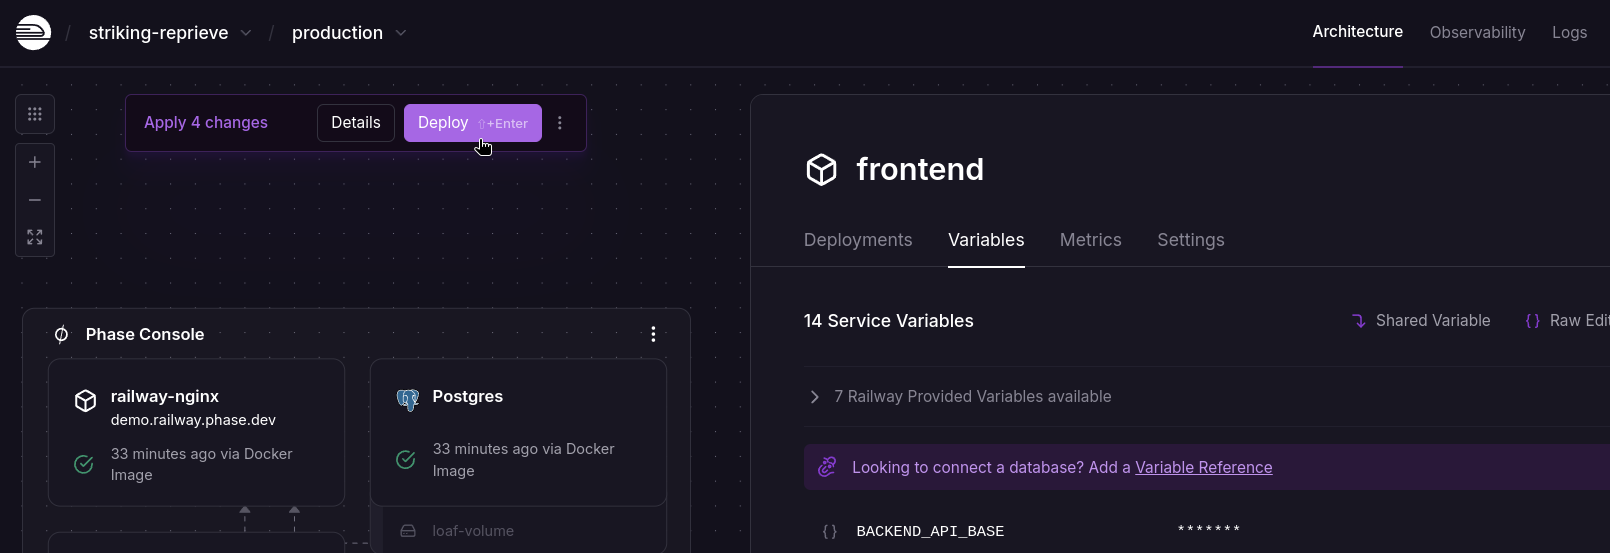 / striking-reprieve / production
Architecture Observability Logs
Apply 4 changes Details Deploy ⇧+Enter
frontend
Deployments Variables Metrics Settings
14 Service Variables
Shared Variable {} Raw Edit
7 Railway Provided Variables available
Looking to connect a database? Add a Variable Reference
{} BACKEND_API_BASE *******
Phase Console
railway-nginx
demo.railway.phase.dev
33 minutes ago via Docker
Image
Postgres
33 minutes ago via Docker
Image
loaf-volume